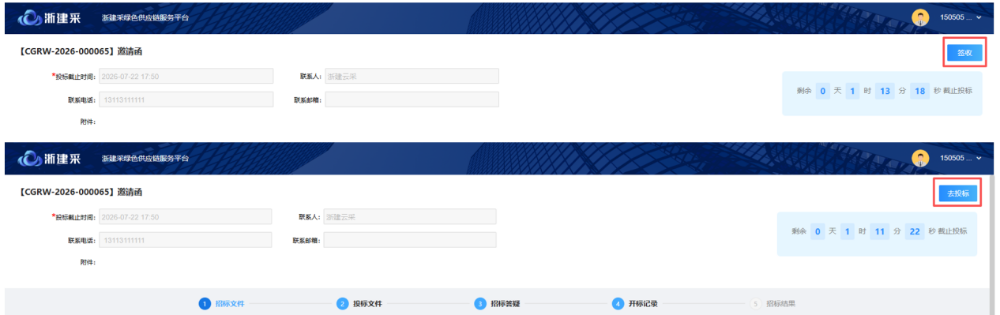 浙建采 浙建采绿色供应链服务平台 150505 ...
【CGRW-2026-000065】邀请函 签收
*投标截止时间: 2026-07-22 17:50 联系人: 浙建云采
剩余 0 天 1 时 13 分 18 秒 截止投标
联系电话: 13113111111 联系邮箱:
附件:
浙建采 浙建采绿色供应链服务平台 150505 ...
【CGRW-2026-000065】邀请函 去投标
*投标截止时间: 2026-07-22 17:50 联系人: 浙建云采
剩余 0 天 1 时 11 分 22 秒 截止投标
联系电话: 13113111111 联系邮箱:
附件:
1 招标文件 2 投标文件 3 招标答疑 4 开标记录 5 招标结果